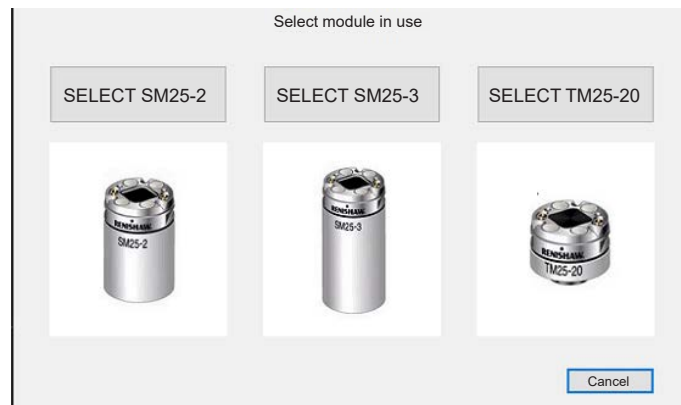 Select module in use
SELECT SM25-2
SELECT SM25-3
SELECT TM25-20
RENISHAW
SM25-2
RENISHAW
SM25-3
RENISHAW
TM25-20
Cancel